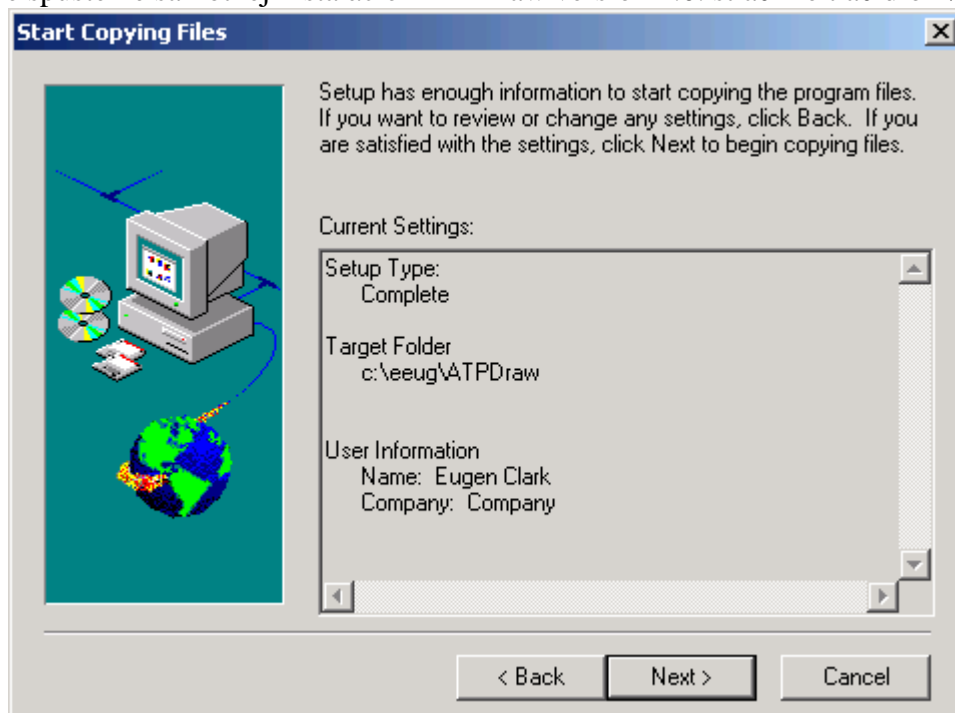 Start Copying Files
Setup has enough information to start copying the program files.
If you want to review or change any settings, click Back. If you
are satisfied with the settings, click Next to begin copying files.
Current Settings:
Setup Type:
Complete
Target Folder
c:\eeug\ATPDraw
User Information
Name: Eugen Clark
Company: Company
< Back
Next >
Cancel